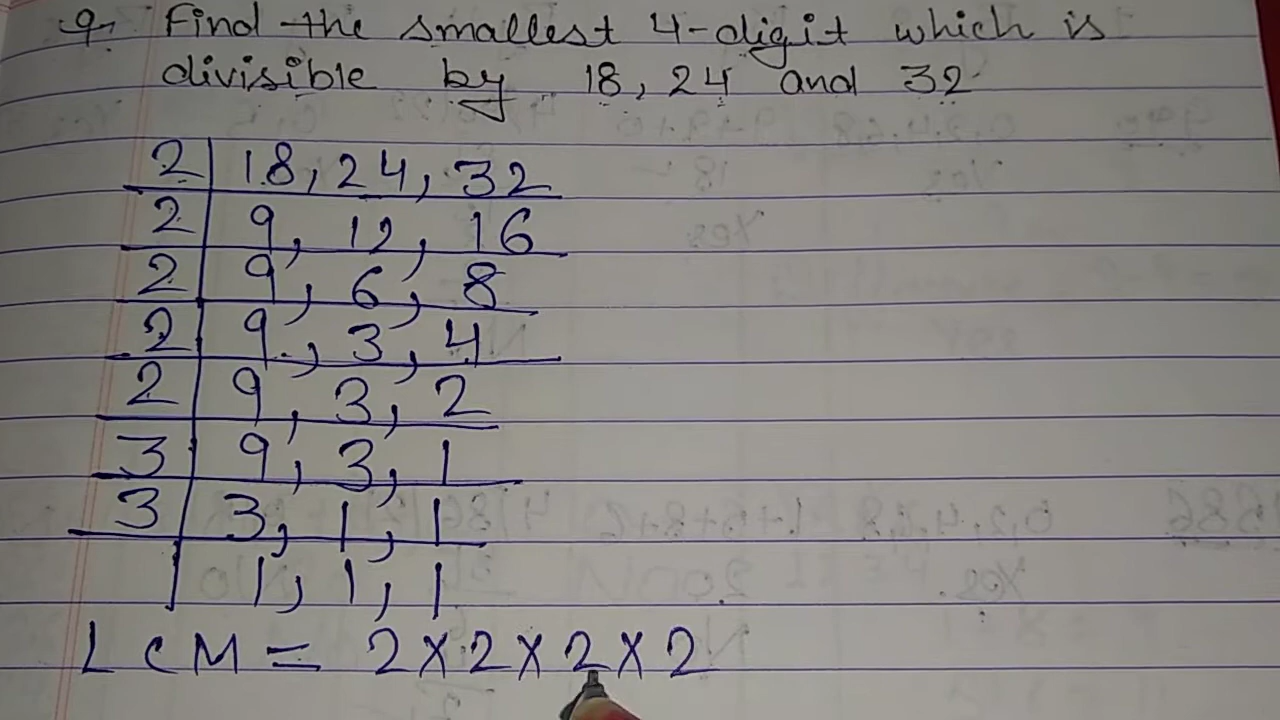 Q. Find the smallest 4-digit which is
divisible by 18, 24 and 32
2 | 18, 24, 32
2 | 9, 12, 16
2 | 9, 6, 8
2 | 9, 3, 4
2 | 9, 3, 2
3 | 9, 3, 1
3 | 3, 1, 1
| 1, 1, 1
LCM = 2×2×2×2